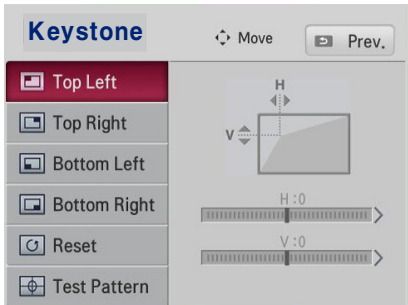 Keystone
Move
Prev.
Top Left
Top Right
Bottom Left
Bottom Right
Reset
Test Pattern
H
V
H :0
V :0